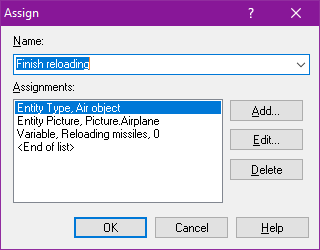 Assign
?
Name:
Finish reloading
Assignments:
Entity Type, Air object
Entity Picture, Picture.Airplane
Variable, Reloading missiles, 0
<End of list>
Add...
Edit...
Delete
OK
Cancel
Help